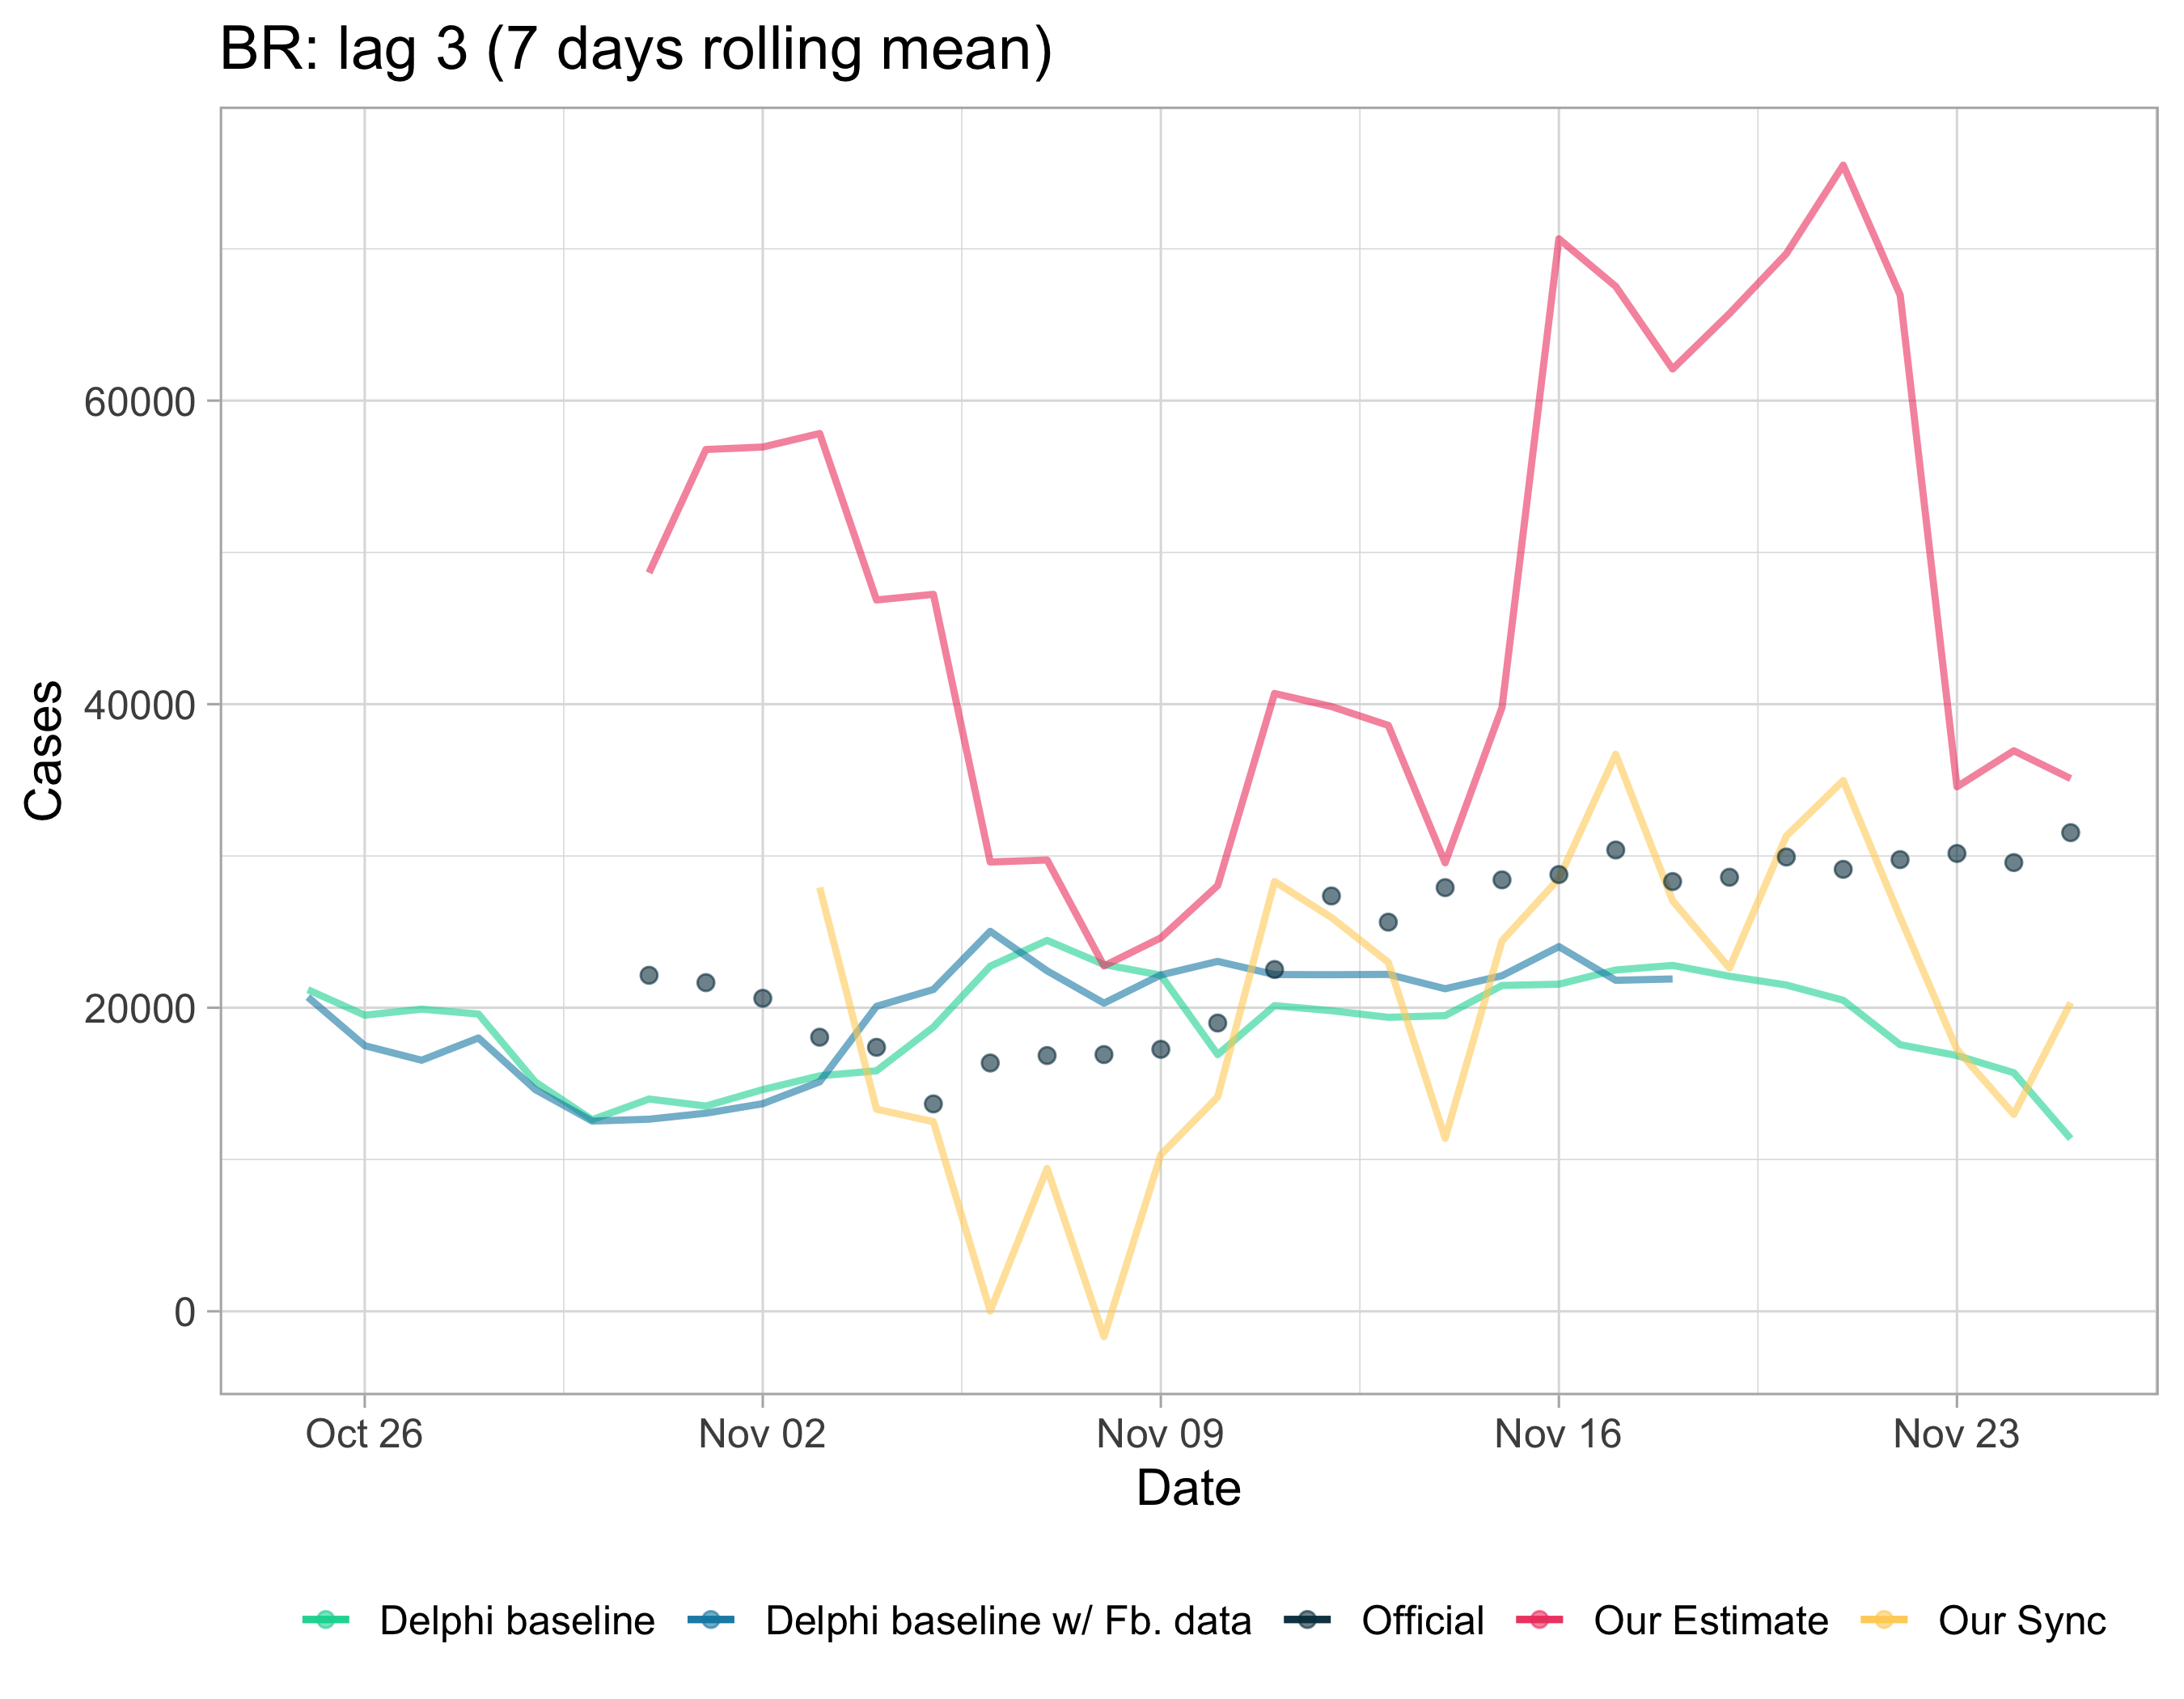 BR: lag 3 (7 days rolling mean)
60000
40000
20000
0
Cases
Oct 26 Nov 02 Nov 09 Nov 16 Nov 23
Date
Delphi baseline Delphi baseline w/ Fb. data Official Our Estimate Our Sync